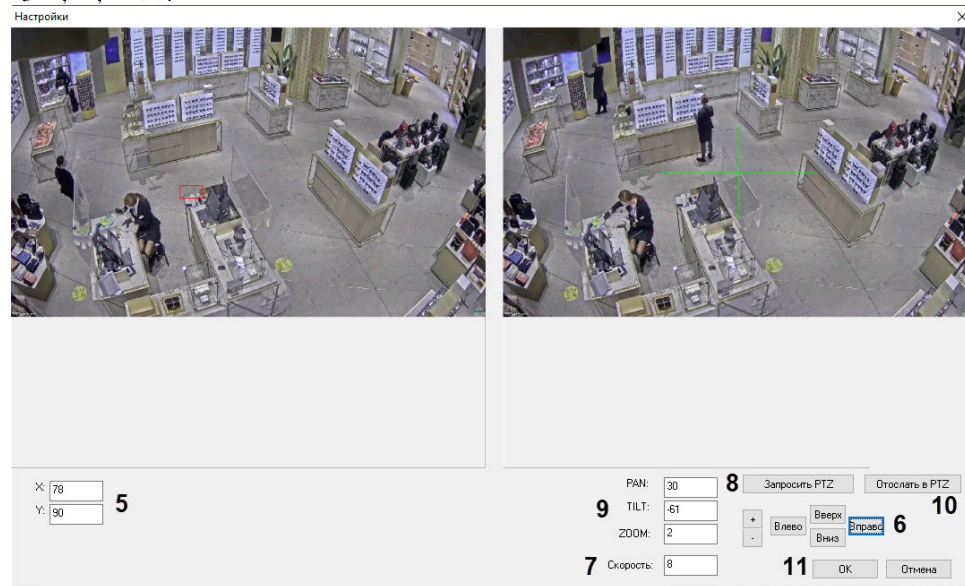 Настройки
X: 78
Y: 90
5
PAN: 30
TILT: -61
ZOOM: 2
9
7 Скорость: 8
8 Запросить PTZ
Отослать в PTZ
10
+
-
Влево
Вверх
Вниз
Вправо
6
11 OK
Отмена